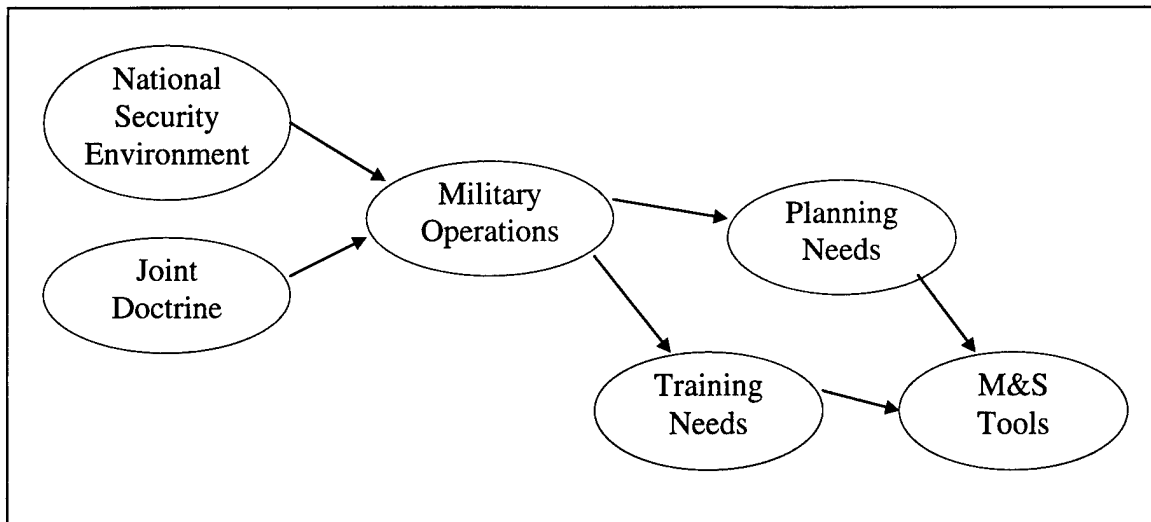 National
Security
Environment
Joint
Doctrine
Military
Operations
Planning
Needs
Training
Needs
M&S
Tools